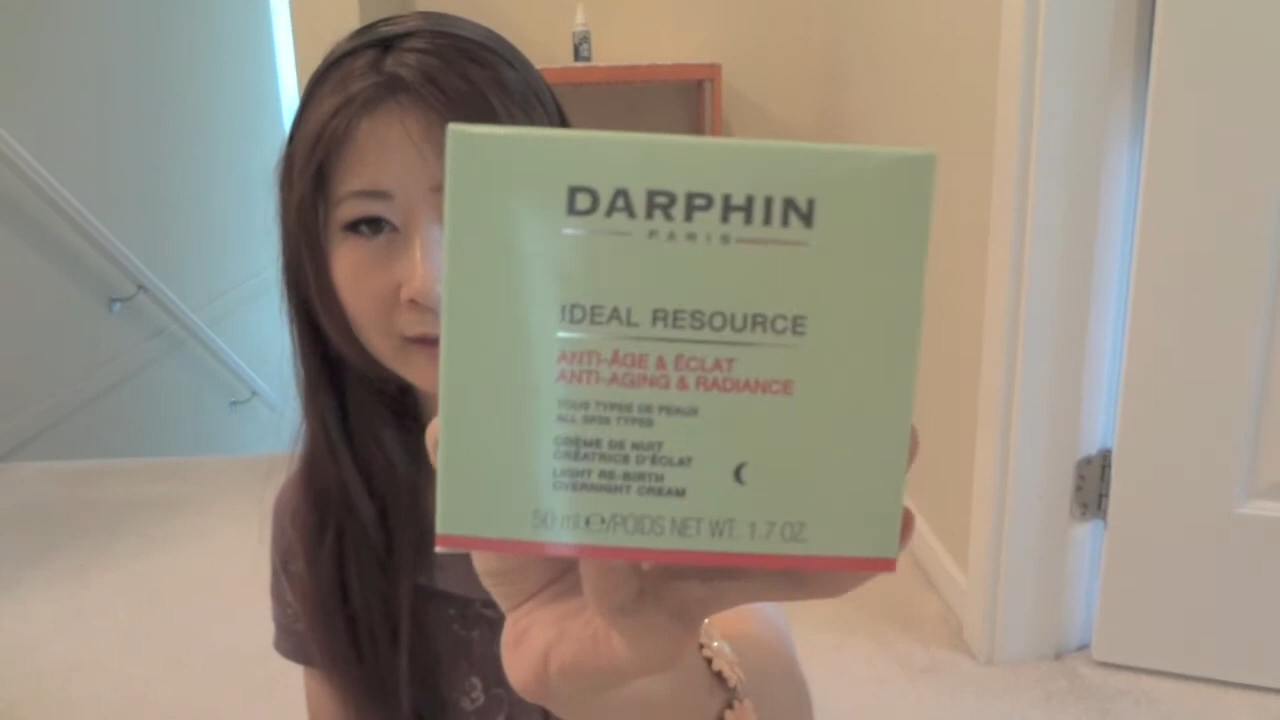 DARPHIN
PARIS
IDEAL RESOURCE
ANTI-ÂGE & ÉCLAT
ANTI-AGING & RADIANCE
TOUS TYPES DE PEAUX
ALL SKIN TYPES
CRÈME DE NUIT
CRÉATRICE D'ÉCLAT
LIGHT RE-BIRTH
OVERNIGHT CREAM
50 ml ℮/POIDS NET WT. 1.7 OZ.